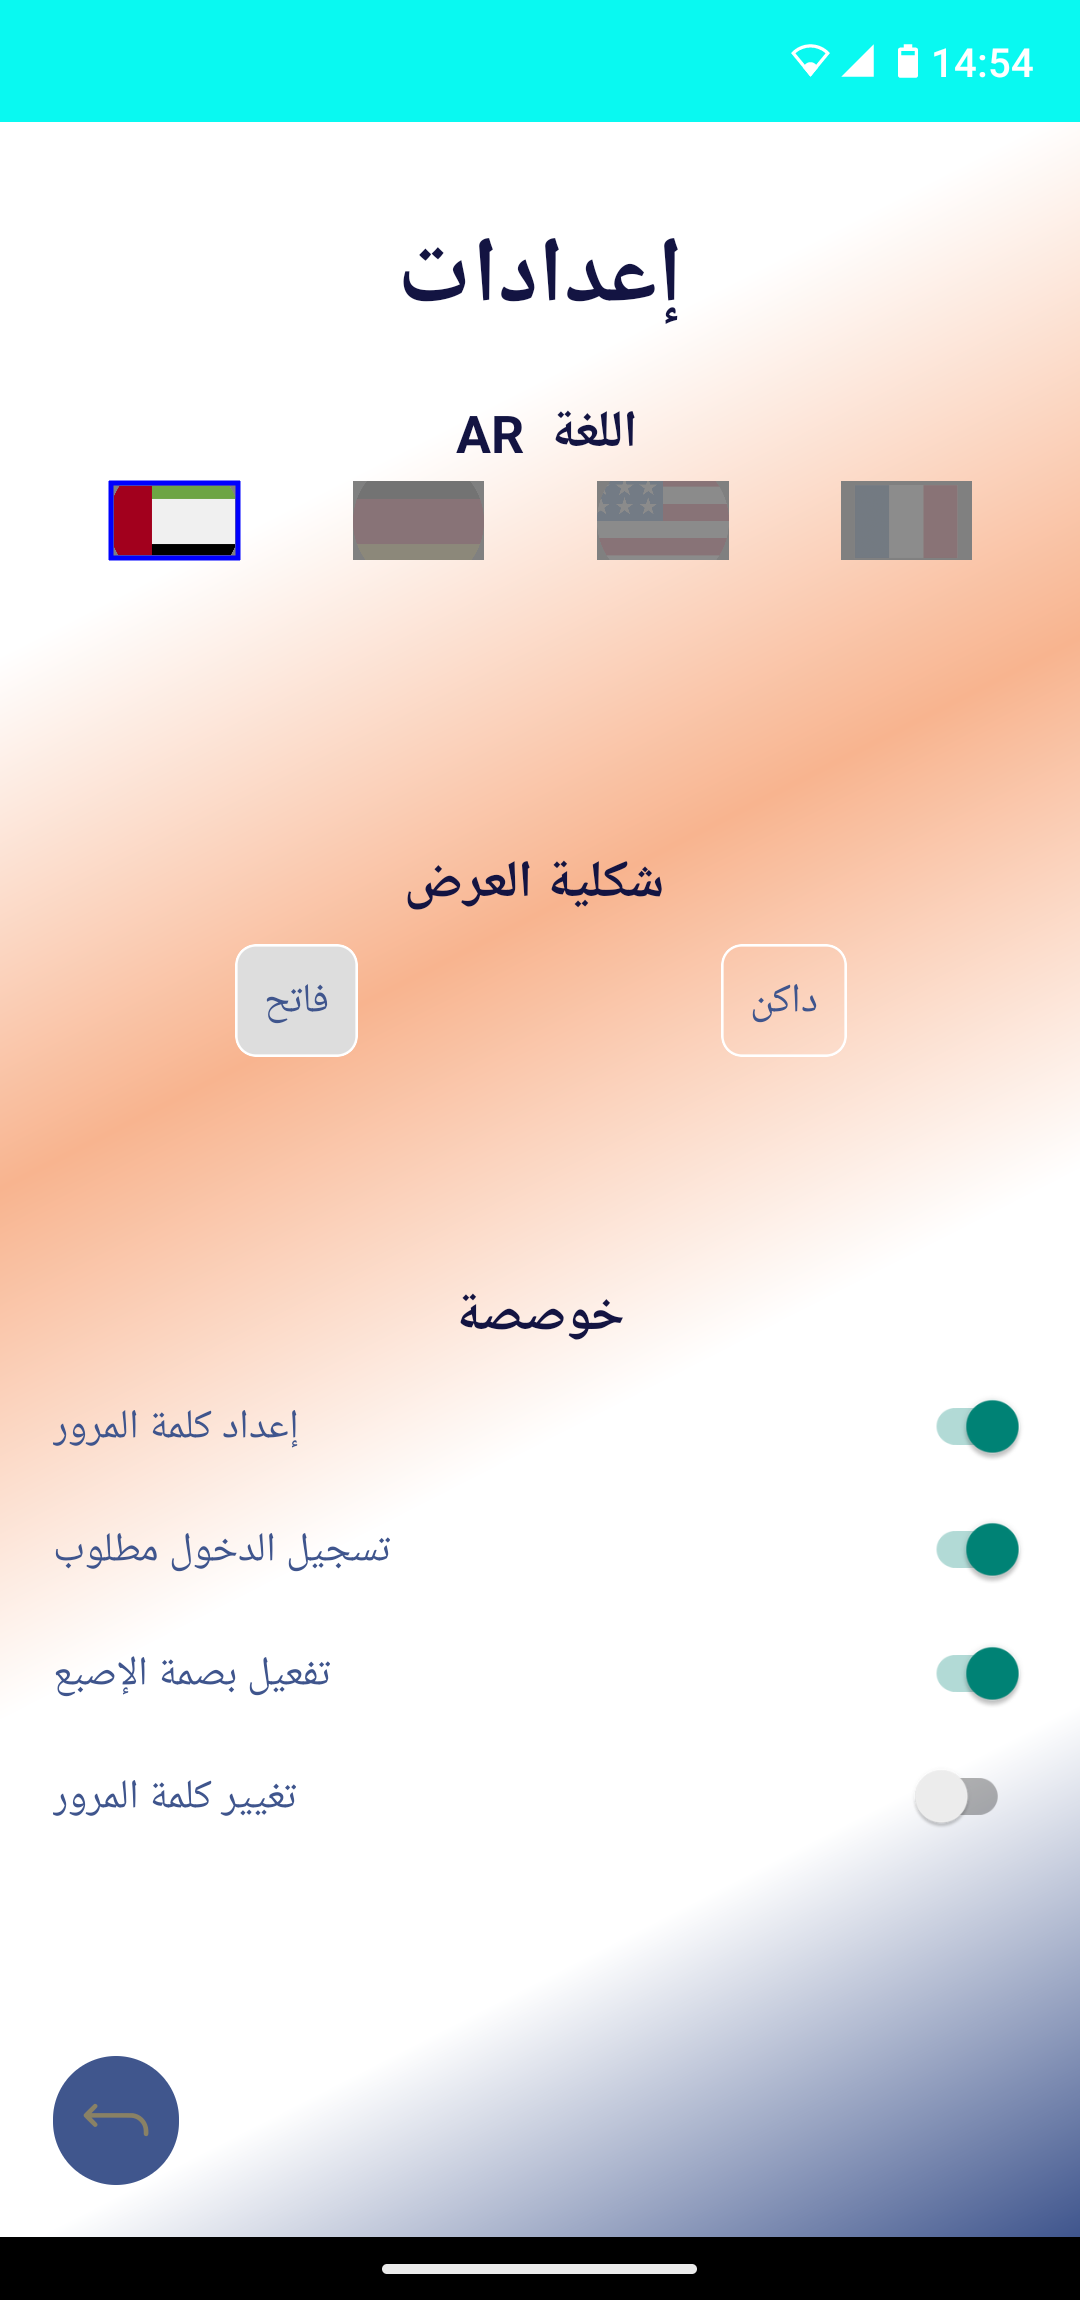 14:54
إعدادات
اللغة AR
شكلية العرض
فاتح
داكن
خوصصة
إعداد كلمة المرور
تسجيل الدخول مطلوب
تفعيل بصمة الإصبع
تغيير كلمة المرور